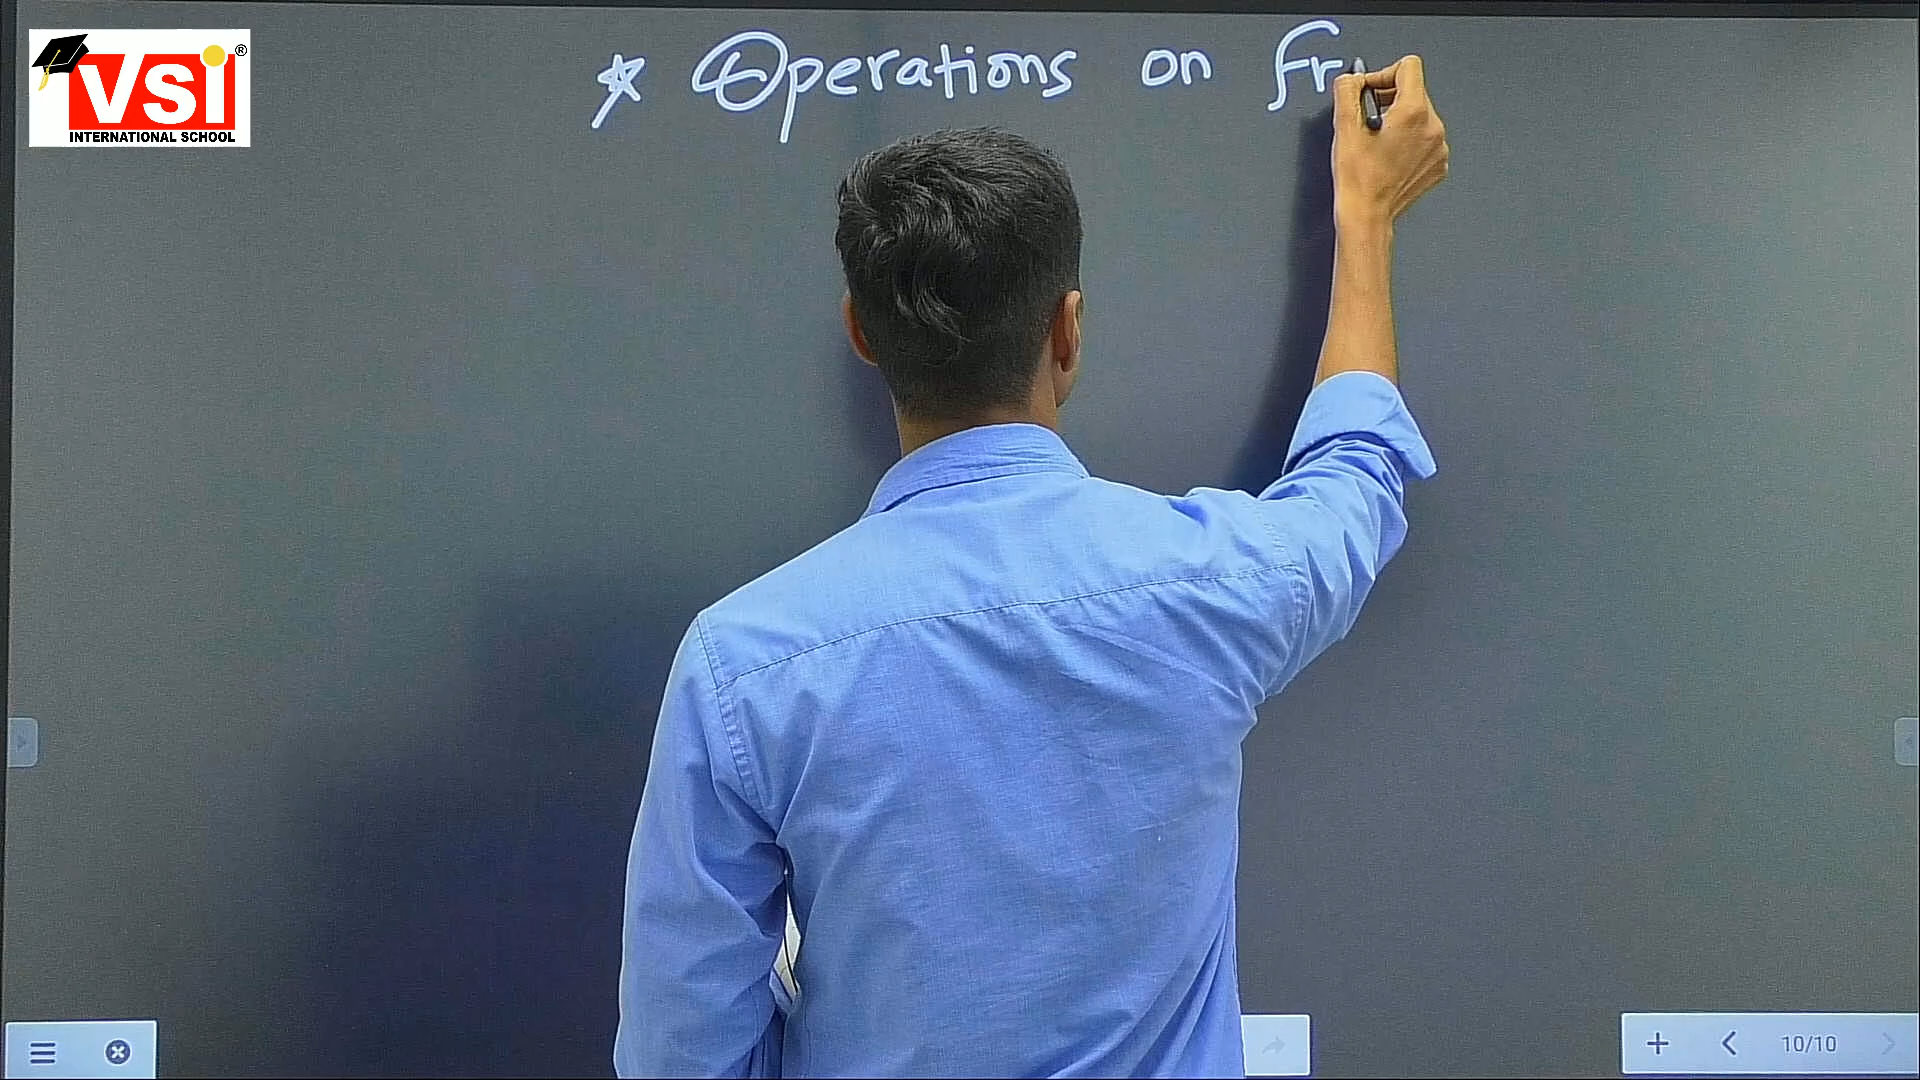 VSI ®
INTERNATIONAL SCHOOL
* Operations on Fr
10/10